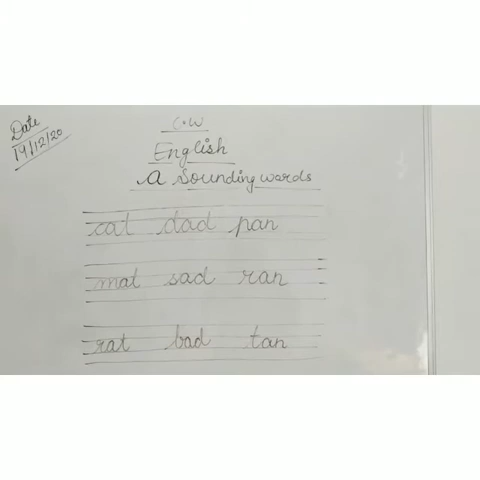 Date
19/12/20
C.W
English
a Sounding words
cat dad pan
mat sad ran
rat bad tan